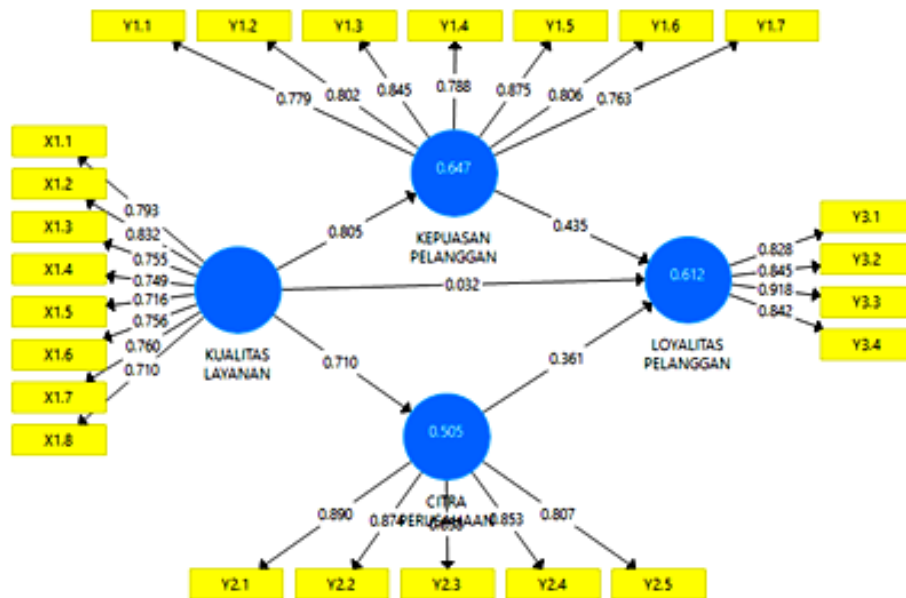 Y1.1
Y1.2
Y1.3
Y1.4
Y1.5
Y1.6
Y1.7
0.779
0.802
0.845
0.788
0.875
0.806
0.763
X1.1
X1.2
X1.3
X1.4
X1.5
X1.6
X1.7
X1.8
0.793
0.832
0.755
0.749
0.716
0.756
0.760
0.710
0.647
KEPUASAN
PELANGGAN
0.805
0.435
0.032
KUALITAS
LAYANAN
0.710
0.361
0.612
LOYALITAS
PELANGGAN
0.828
0.845
0.918
0.842
Y3.1
Y3.2
Y3.3
Y3.4
0.505
CITRA
PERUSAHAAN
0.890
0.874
0.853
0.807
Y2.1
Y2.2
Y2.3
Y2.4
Y2.5